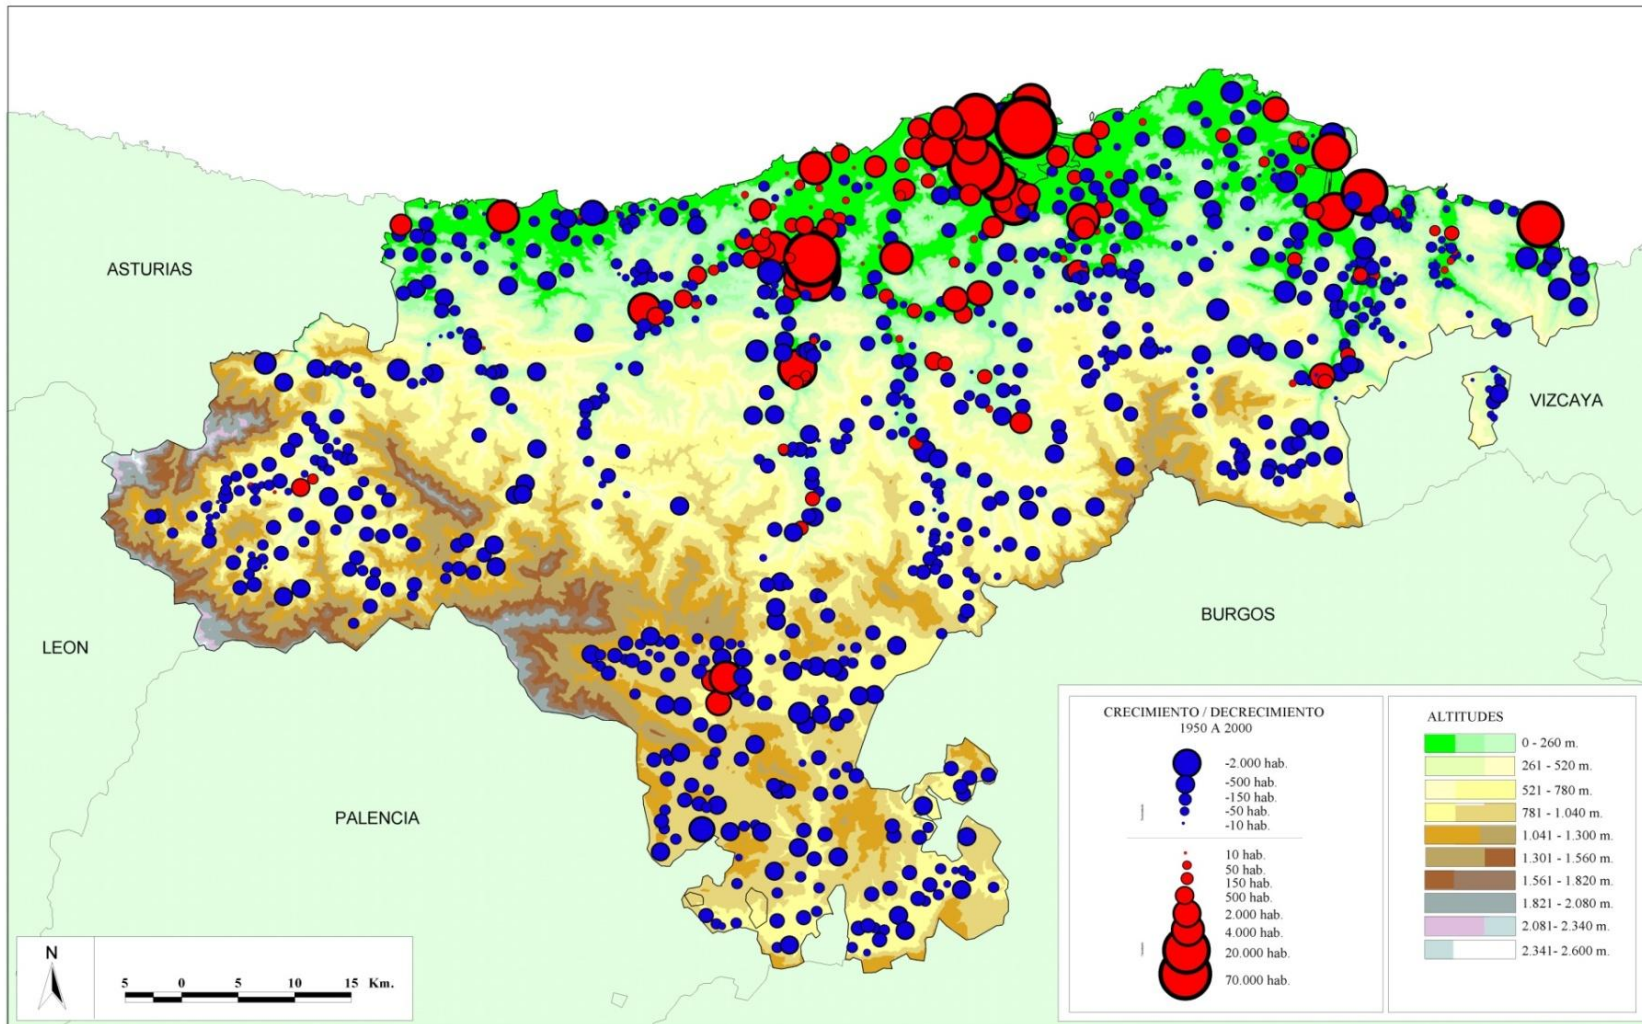 ASTURIAS
VIZCAYA
BURGOS
LEON
PALENCIA
CRECIMIENTO / DECRECIMIENTO
1950 A 2000
-2.000 hab.
-500 hab.
-150 hab.
-50 hab.
-10 hab.
10 hab.
50 hab.
150 hab.
500 hab.
2.000 hab.
4.000 hab.
20.000 hab.
70.000 hab.
ALTITUDES
0 - 260 m.
261 - 520 m.
521 - 780 m.
781 - 1.040 m.
1.041 - 1.300 m.
1.301 - 1.560 m.
1.561 - 1.820 m.
1.821 - 2.080 m.
2.081- 2.340 m.
2.341- 2.600 m.
N
5 0 5 10 15 Km.